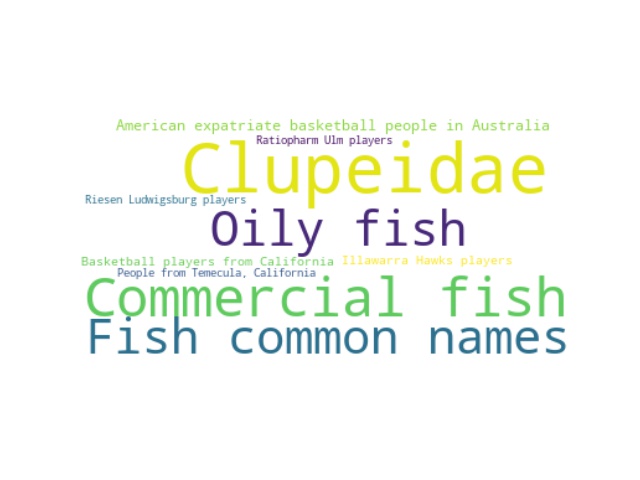 American expatriate basketball people in Australia
Ratiopharm Ulm players
Clupeidae
Riesen Ludwigsburg players
Oily fish
Basketball players from California
Illawarra Hawks players
People from Temecula, California
Commercial fish
Fish common names